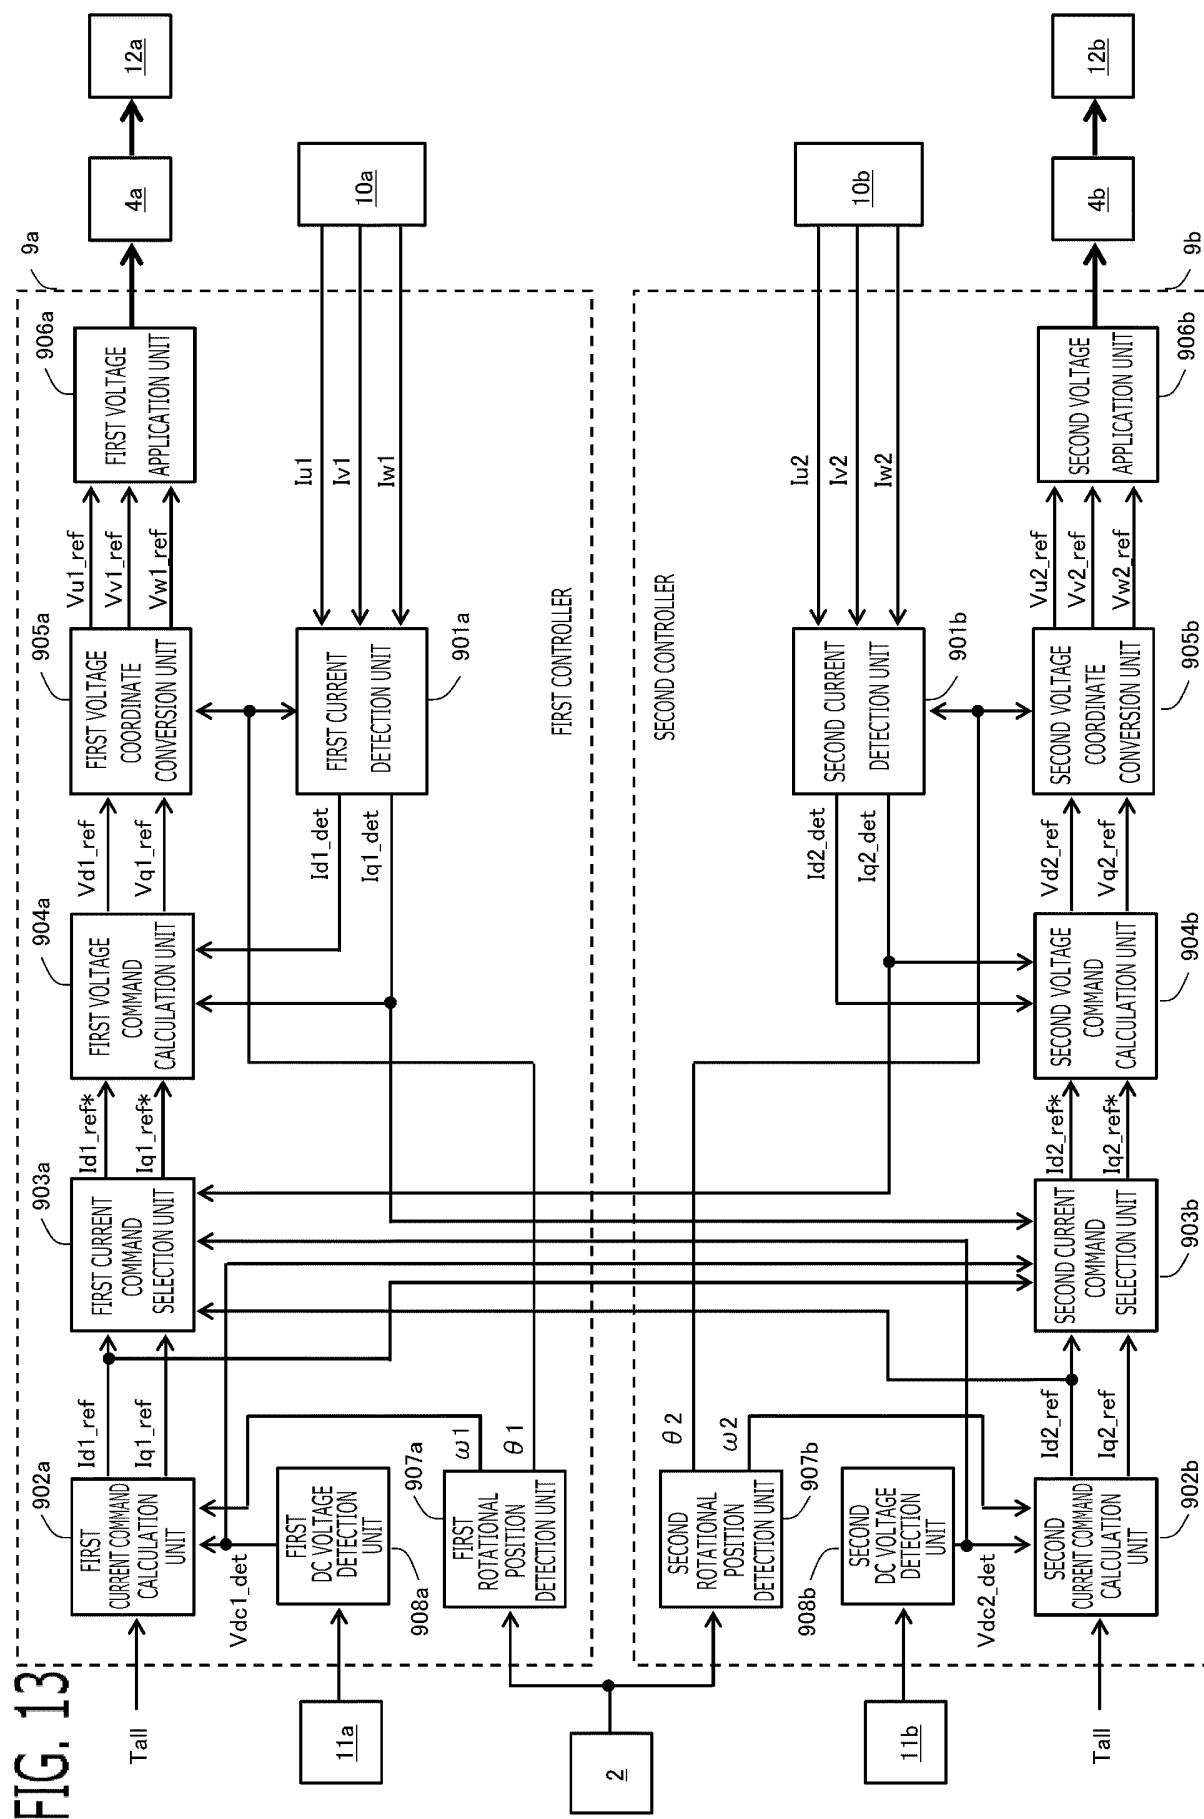 FIG. 13
Tall
902a
FIRST
CURRENT COMMAND
CALCULATION
UNIT
Id1_ref
Iq1_ref
903a
FIRST CURRENT
COMMAND
SELECTION UNIT
Id1_ref*
Iq1_ref*
904a
FIRST VOLTAGE
COMMAND
CALCULATION UNIT
Vd1_ref
Vq1_ref
905a
FIRST VOLTAGE
COORDINATE
CONVERSION UNIT
Vu1_ref
Vv1_ref
Vw1_ref
906a
FIRST VOLTAGE
APPLICATION UNIT
9a
4a
12a
Vdc1_det
11a
FIRST
DC VOLTAGE
DETECTION
UNIT
908a
907a
FIRST
ROTATIONAL
POSITION
DETECTION UNIT
ω1
θ1
Id1_det
Iq1_det
FIRST CURRENT
DETECTION UNIT
901a
Iu1
Iv1
Iw1
10a
FIRST CONTROLLER
2
SECOND CONTROLLER
SECOND
ROTATIONAL
POSITION
DETECTION UNIT
907b
θ2
ω2
Id2_det
Iq2_det
SECOND CURRENT
DETECTION UNIT
901b
Iu2
Iv2
Iw2
10b
11b
908b
SECOND
DC VOLTAGE
DETECTION
UNIT
Vdc2_det
Tall
SECOND
CURRENT COMMAND
CALCULATION
UNIT
902b
Id2_ref
Iq2_ref
SECOND CURRENT
COMMAND
SELECTION UNIT
903b
Id2_ref*
Iq2_ref*
SECOND VOLTAGE
COMMAND
CALCULATION UNIT
904b
Vd2_ref
Vq2_ref
SECOND VOLTAGE
COORDINATE
CONVERSION UNIT
905b
Vu2_ref
Vv2_ref
Vw2_ref
SECOND VOLTAGE
APPLICATION UNIT
906b
9b
4b
12b